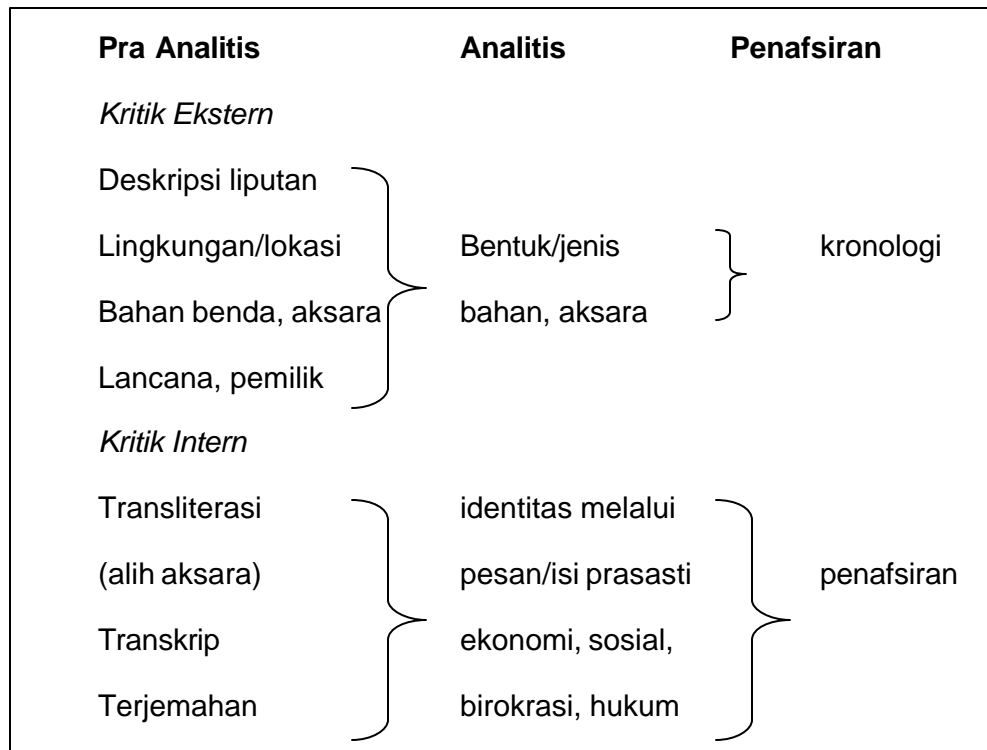 Pra Analitis Analitis Penafsiran
Kritik Ekstern
Deskripsi liputan
Lingkungan/lokasi Bentuk/jenis kronologi
Bahan benda, aksara bahan, aksara
Lancana, pemilik
Kritik Intern
Transliterasi identitas melalui
(alih aksara) pesan/isi prasasti penafsiran
Transkrip ekonomi, sosial,
Terjemahan birokrasi, hukum